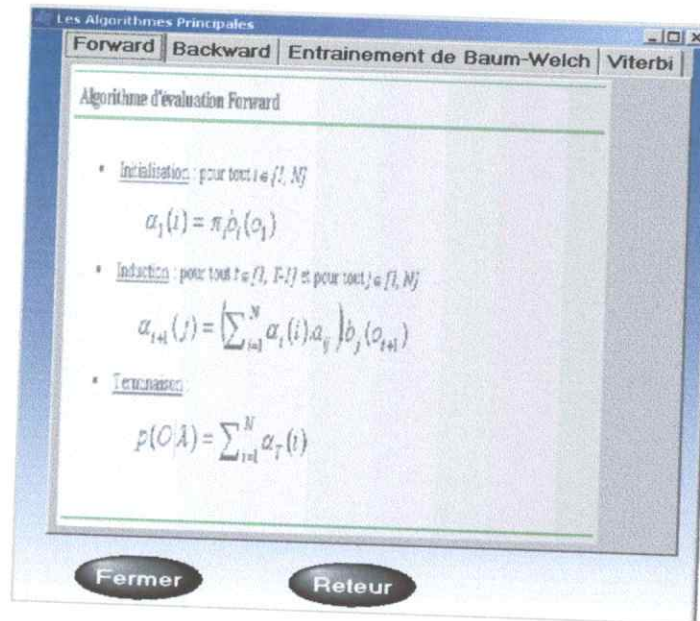 Les Algorithmes Principales
Forward Backward Entrainement de Baum-Welch Viterbi
Algorithme d'évaluation Forward
• Initialisation : pour tout i ∈ [1, N]
α₁(i) = πᵢbᵢ(o₁)
• Induction : pour tout t ∈ [1, T-1] et pour tout j ∈ [1, N]
αₜ₊₁(j) = (∑ᵢ₌₁ᴺ αₜ(i).aᵢⱼ)bⱼ(oₜ₊₁)
• Terminaison :
p(O|λ) = ∑ᵢ₌₁ᴺ α_T(i)
Fermer Reteur